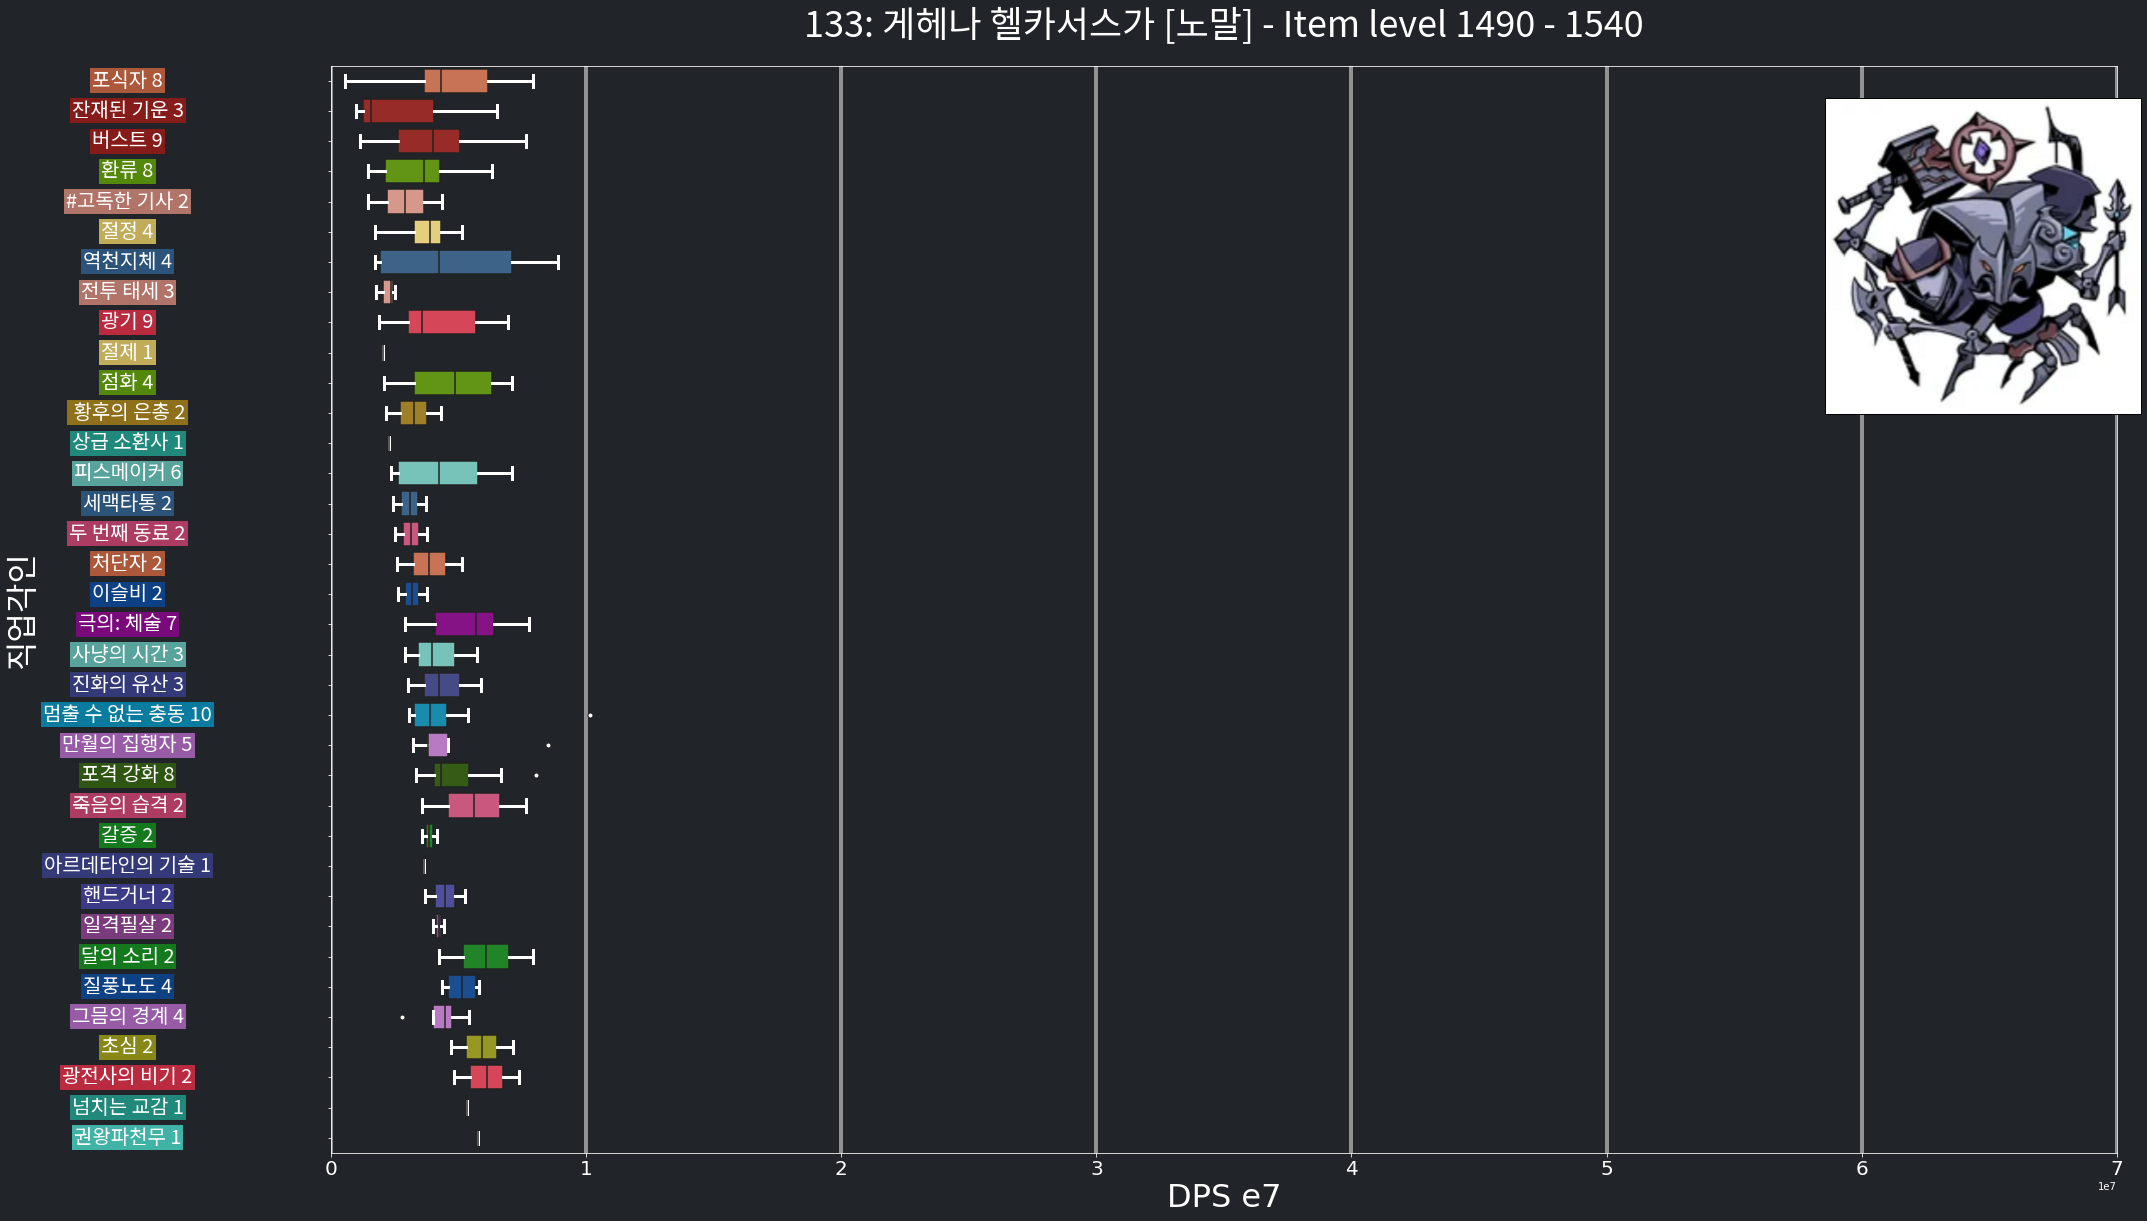 133: 게헤나 헬카서스가 [노말] - Item level 1490 - 1540
포식자 8
잔재된 기운 3
버스트 9
환류 8
#고독한 기사 2
절정 4
역천지체 4
전투 태세 3
광기 9
절제 1
점화 4
황후의 은총 2
상급 소환사 1
피스메이커 6
세맥타통 2
두 번째 동료 2
처단자 2
이슬비 2
극의: 체술 7
사냥의 시간 3
진화의 유산 3
멈출 수 없는 충동 10
만월의 집행자 5
포격 강화 8
죽음의 습격 2
갈증 2
아르데타인의 기술 1
핸드거너 2
일격필살 2
달의 소리 2
질풍노도 4
그믐의 경계 4
초심 2
광전사의 비기 2
넘치는 교감 1
권왕파천무 1
직업각인
0 1 2 3 4 5 6 7
1e7
DPS e7